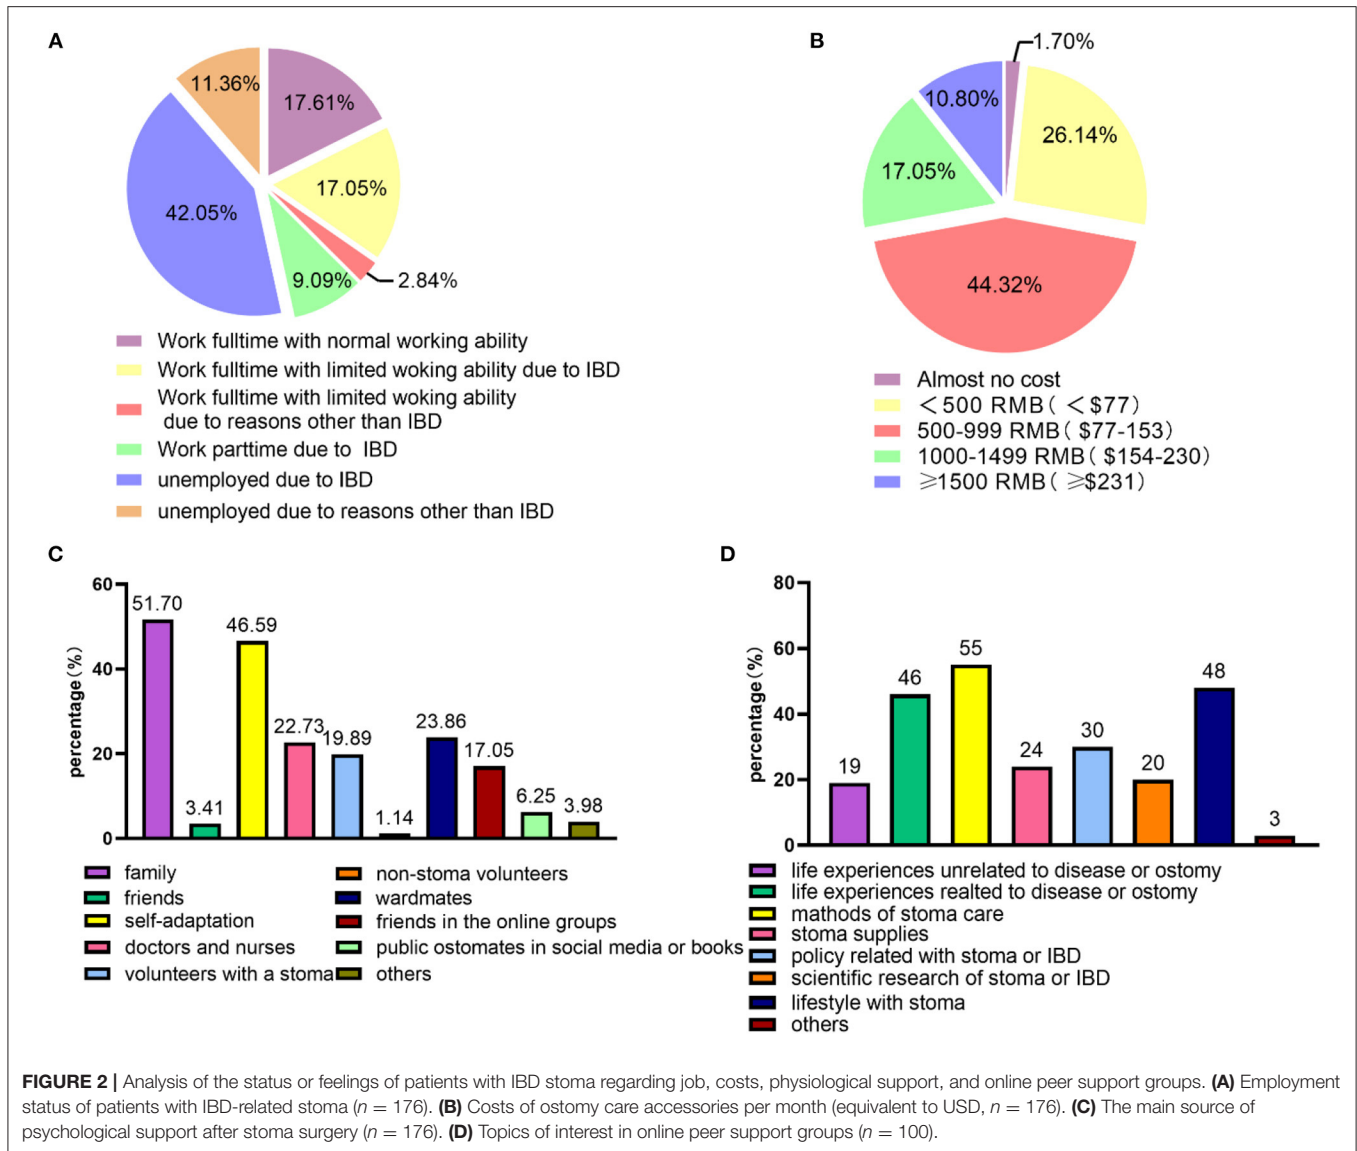 A
11.36%
17.61%
17.05%
42.05%
9.09%
2.84%
Work fulltime with normal working ability
Work fulltime with limited woking ability due to IBD
Work fulltime with limited woking ability
due to reasons other than IBD
Work parttime due to IBD
unemployed due to IBD
unemployed due to reasons other than IBD
B
1.70%
10.80%
26.14%
17.05%
44.32%
Almost no cost
＜500 RMB( ＜$77)
500-999 RMB( $77-153)
1000-1499 RMB( $154-230)
≥1500 RMB( ≥$231)
C
percentage(%)
60
40
20
0
51.70
3.41
46.59
22.73
19.89
1.14
23.86
17.05
6.25
3.98
family
friends
self-adaptation
doctors and nurses
volunteers with a stoma
non-stoma volunteers
wardmates
friends in the online groups
public ostomates in social media or books
others
D
percentage(%)
80
60
40
20
0
19
46
55
24
30
20
48
3
life experiences unrelated to disease or ostomy
life experiences realted to disease or ostomy
mathods of stoma care
stoma supplies
policy related with stoma or IBD
scientific research of stoma or IBD
lifestyle with stoma
others
FIGURE 2 | Analysis of the status or feelings of patients with IBD stoma regarding job, costs, physiological support, and online peer support groups. (A) Employment
status of patients with IBD-related stoma (n = 176). (B) Costs of ostomy care accessories per month (equivalent to USD, n = 176). (C) The main source of
psychological support after stoma surgery (n = 176). (D) Topics of interest in online peer support groups (n = 100).